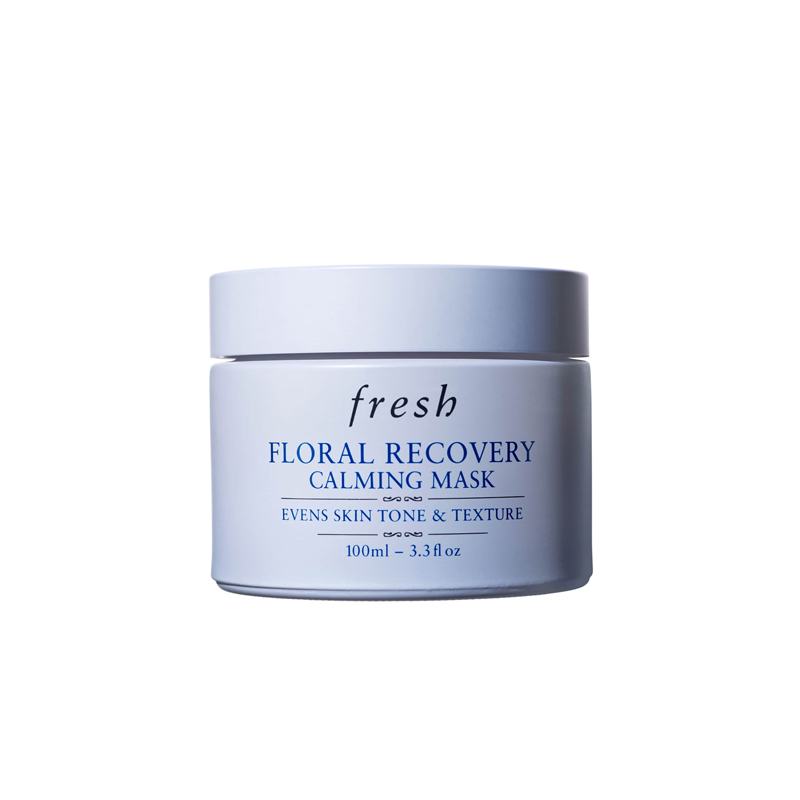 fresh
FLORAL RECOVERY
CALMING MASK
EVENS SKIN TONE & TEXTURE
100ml – 3.3 fl oz